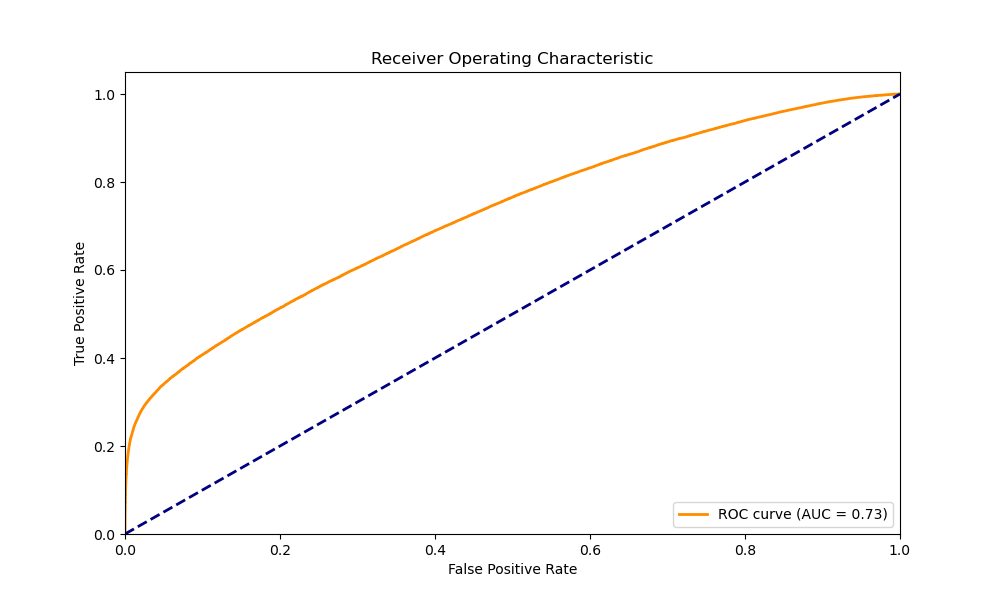 Receiver Operating Characteristic
True Positive Rate
1.0
0.8
0.6
0.4
0.2
0.0
ROC curve (AUC = 0.73)
0.0 0.2 0.4 0.6 0.8 1.0
False Positive Rate